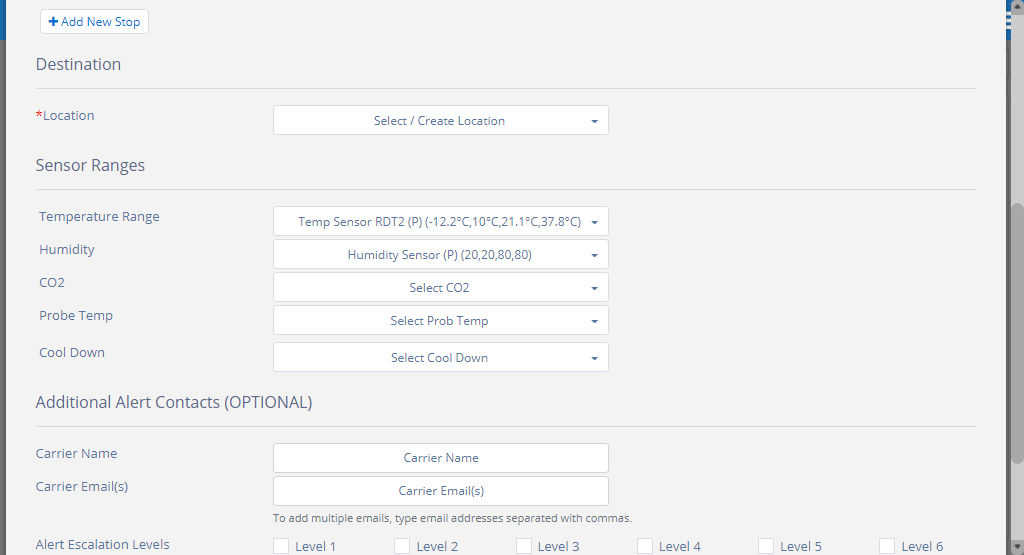 Add New Stop
Destination
*Location
Select / Create Location
Sensor Ranges
Temperature Range
Temp Sensor RDT2 (P) (-12.2°C,10°C,21.1°C,37.8°C)
Humidity
Humidity Sensor (P) (20,20,80,80)
CO2
Select CO2
Probe Temp
Select Prob Temp
Cool Down
Select Cool Down
Additional Alert Contacts (OPTIONAL)
Carrier Name
Carrier Name
Carrier Email(s)
Carrier Email(s)
To add multiple emails, type email addresses separated with commas.
Alert Escalation Levels
Level 1 Level 2 Level 3 Level 4 Level 5 Level 6